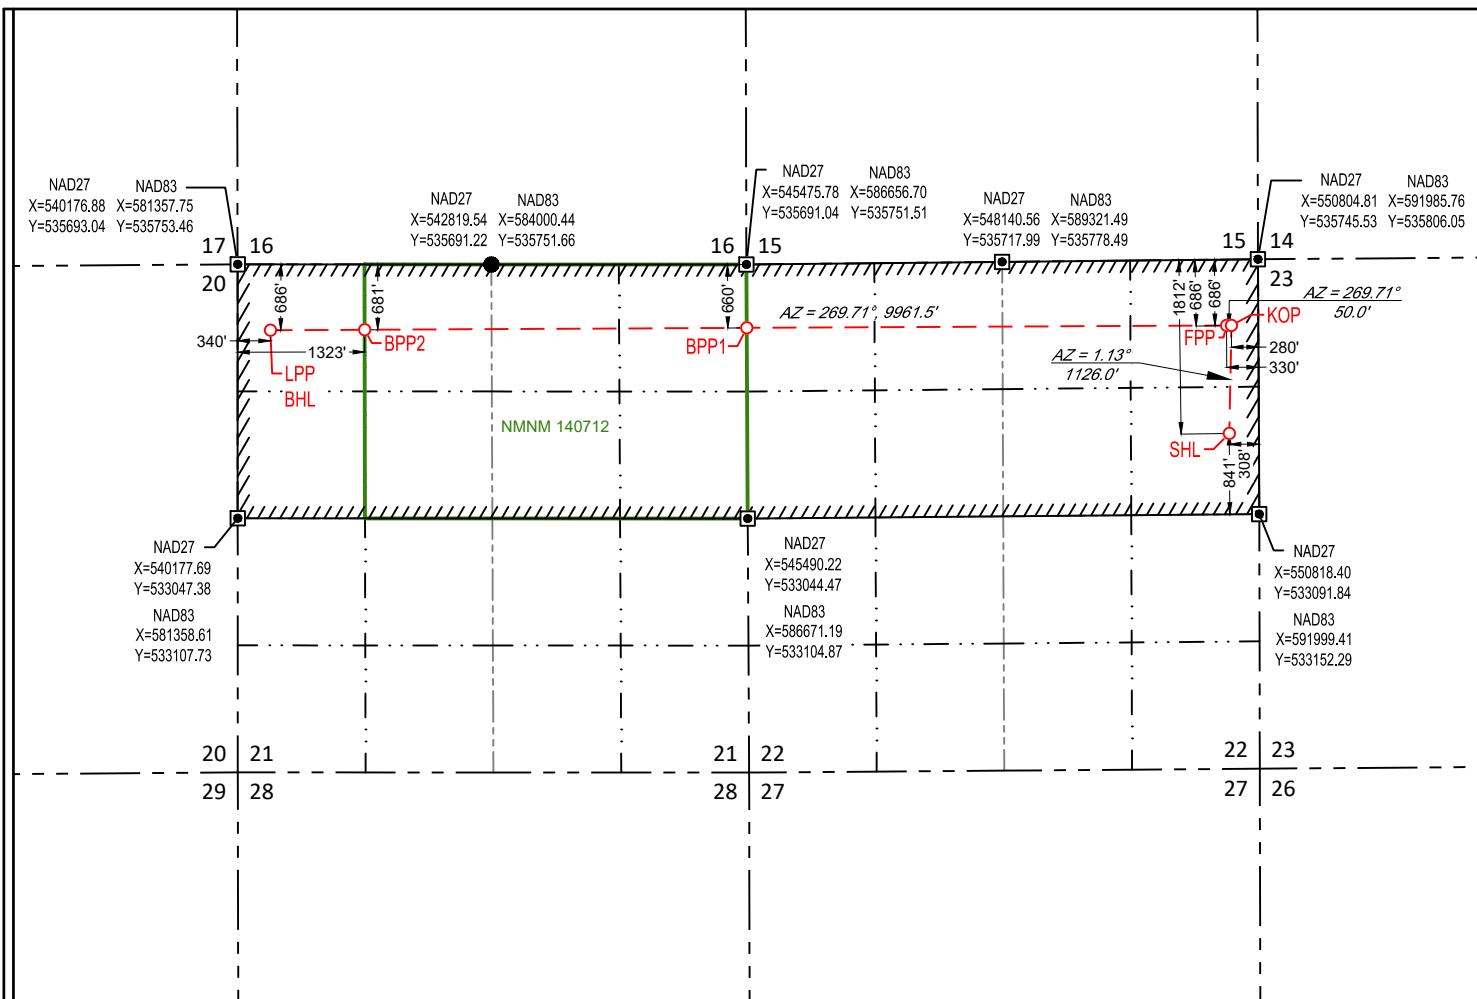 NAD27
X=540176.88
Y=535693.04
NAD83
X=581357.75
Y=535753.46
NAD27
X=542819.54
Y=535691.22
NAD83
X=584000.44
Y=535751.66
NAD27
X=545475.78
Y=535691.04
NAD83
X=586656.70
Y=535751.51
NAD27
X=548140.56
Y=535717.99
NAD83
X=589321.49
Y=535778.49
NAD27
X=550804.81
Y=535745.53
NAD83
X=591985.76
Y=535806.05
17 16
20
16 15
15 14
23
686'
681'
660'
1812'
686'
686'
AZ = 269.71°, 9961.5'
AZ = 269.71°
50.0'
KOP
FPP
BPP1
BPP2
340'
1323'
LPP
BHL
280'
330'
AZ = 1.13°
1126.0'
NMNM 140712
SHL
841'
308'
NAD27
X=540177.69
Y=533047.38
NAD83
X=581358.61
Y=533107.73
NAD27
X=545490.22
Y=533044.47
NAD83
X=586671.19
Y=533104.87
NAD27
X=550818.40
Y=533091.84
NAD83
X=591999.41
Y=533152.29
20 21
29 28
21 22
28 27
22 23
27 26